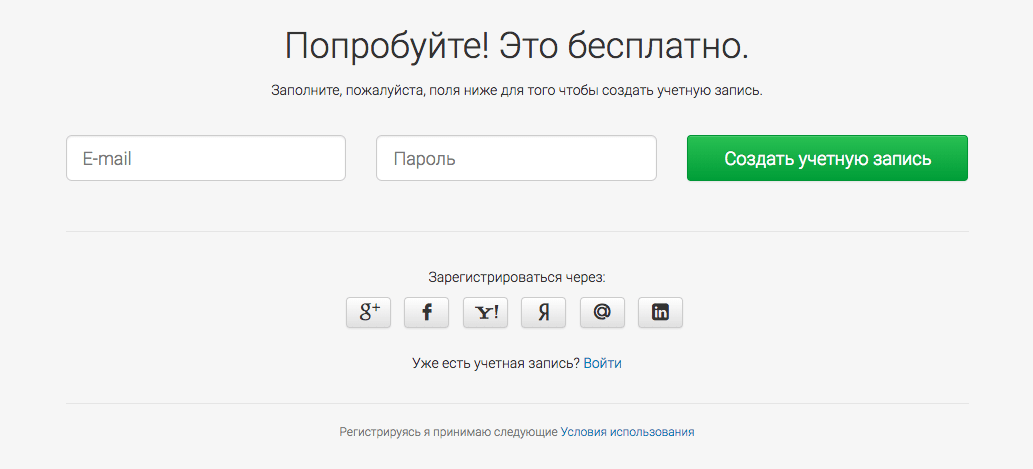 Попробуйте! Это бесплатно.
Заполните, пожалуйста, поля ниже для того чтобы создать учетную запись.
E-mail Пароль Создать учетную запись
Зарегистрироваться через:
g+ f Y! Я @ in
Уже есть учетная запись? Войти
Регистрируясь я принимаю следующие Условия использования